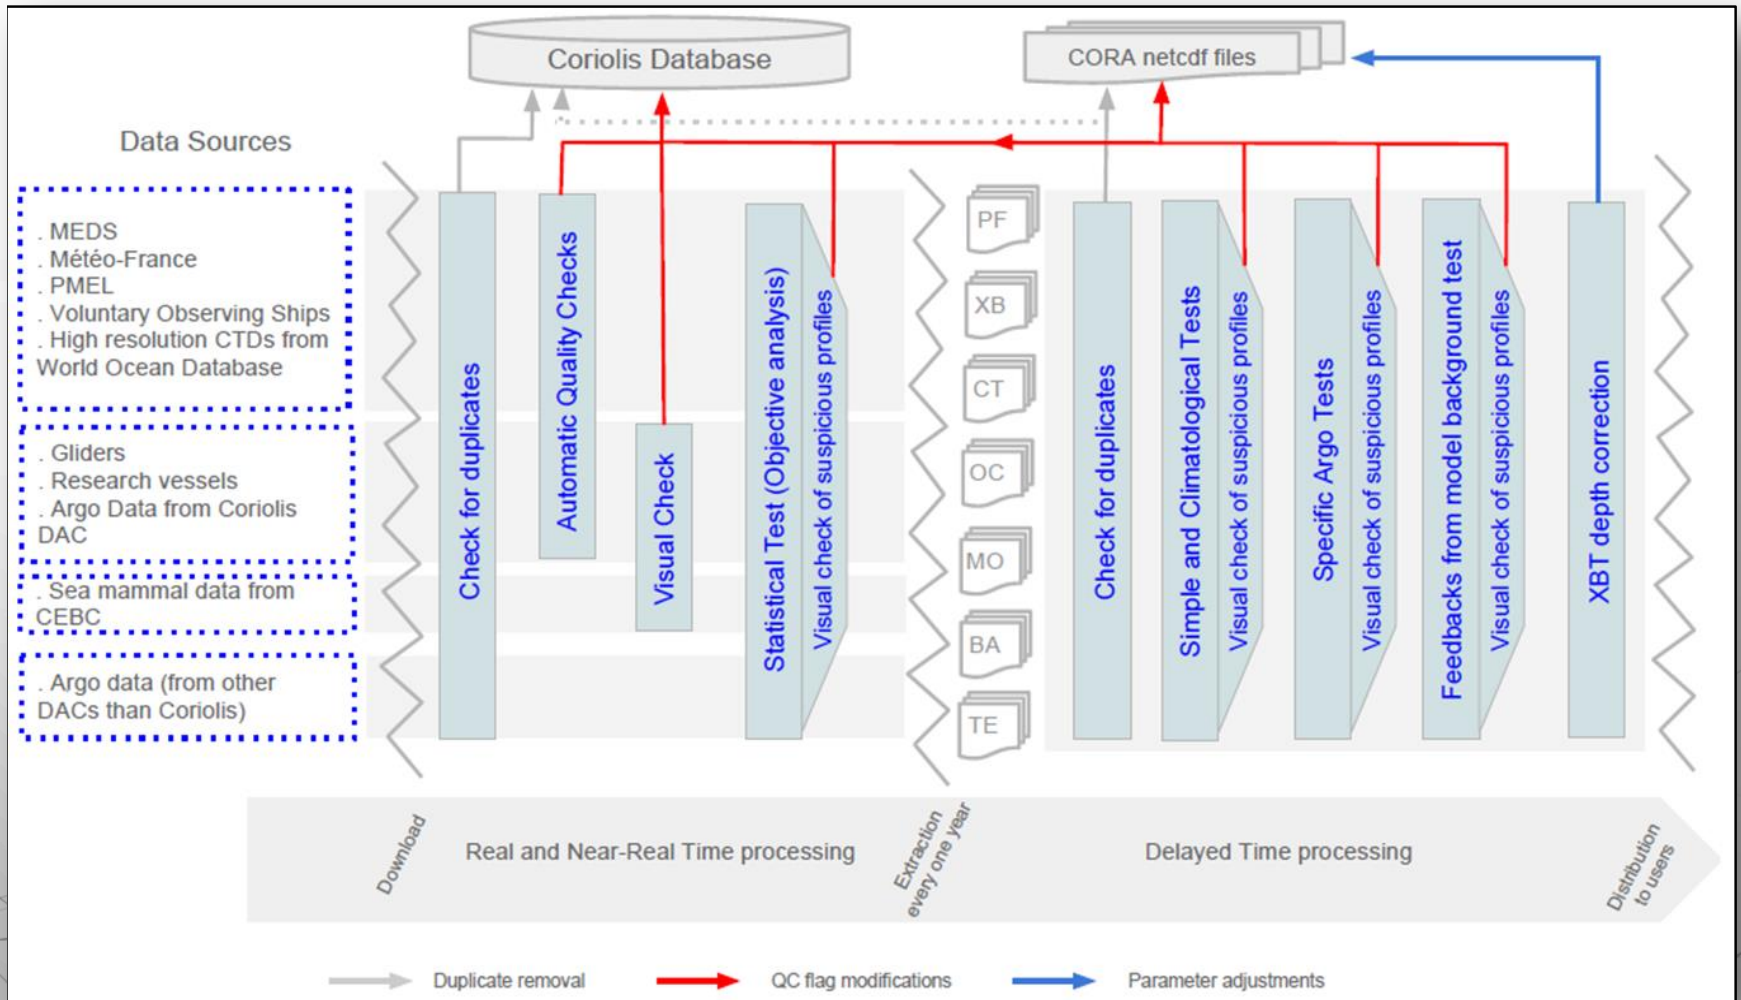 Coriolis Database
CORA netcdf files
Data Sources
. MEDS
. Météo-France
. PMEL
. Voluntary Observing Ships
. High resolution CTDs from
World Ocean Database
. Gliders
. Research vessels
. Argo Data from Coriolis
DAC
. Sea mammal data from
CEBC
. Argo data (from other
DACs than Coriolis)
Check for duplicates
Automatic Quality Checks
Visual Check
Statistical Test (Objective analysis)
Visual check of suspicious profiles
PF
XB
CT
OC
MO
BA
TE
Check for duplicates
Simple and Climatological Tests
Visual check of suspicious profiles
Specific Argo Tests
Visual check of suspicious profiles
Feedbacks from model background test
Visual check of suspicious profiles
XBT depth correction
Download
Real and Near-Real Time processing
Extraction
every one year
Delayed Time processing
Distribution
to users
Duplicate removal
QC flag modifications
Parameter adjustments